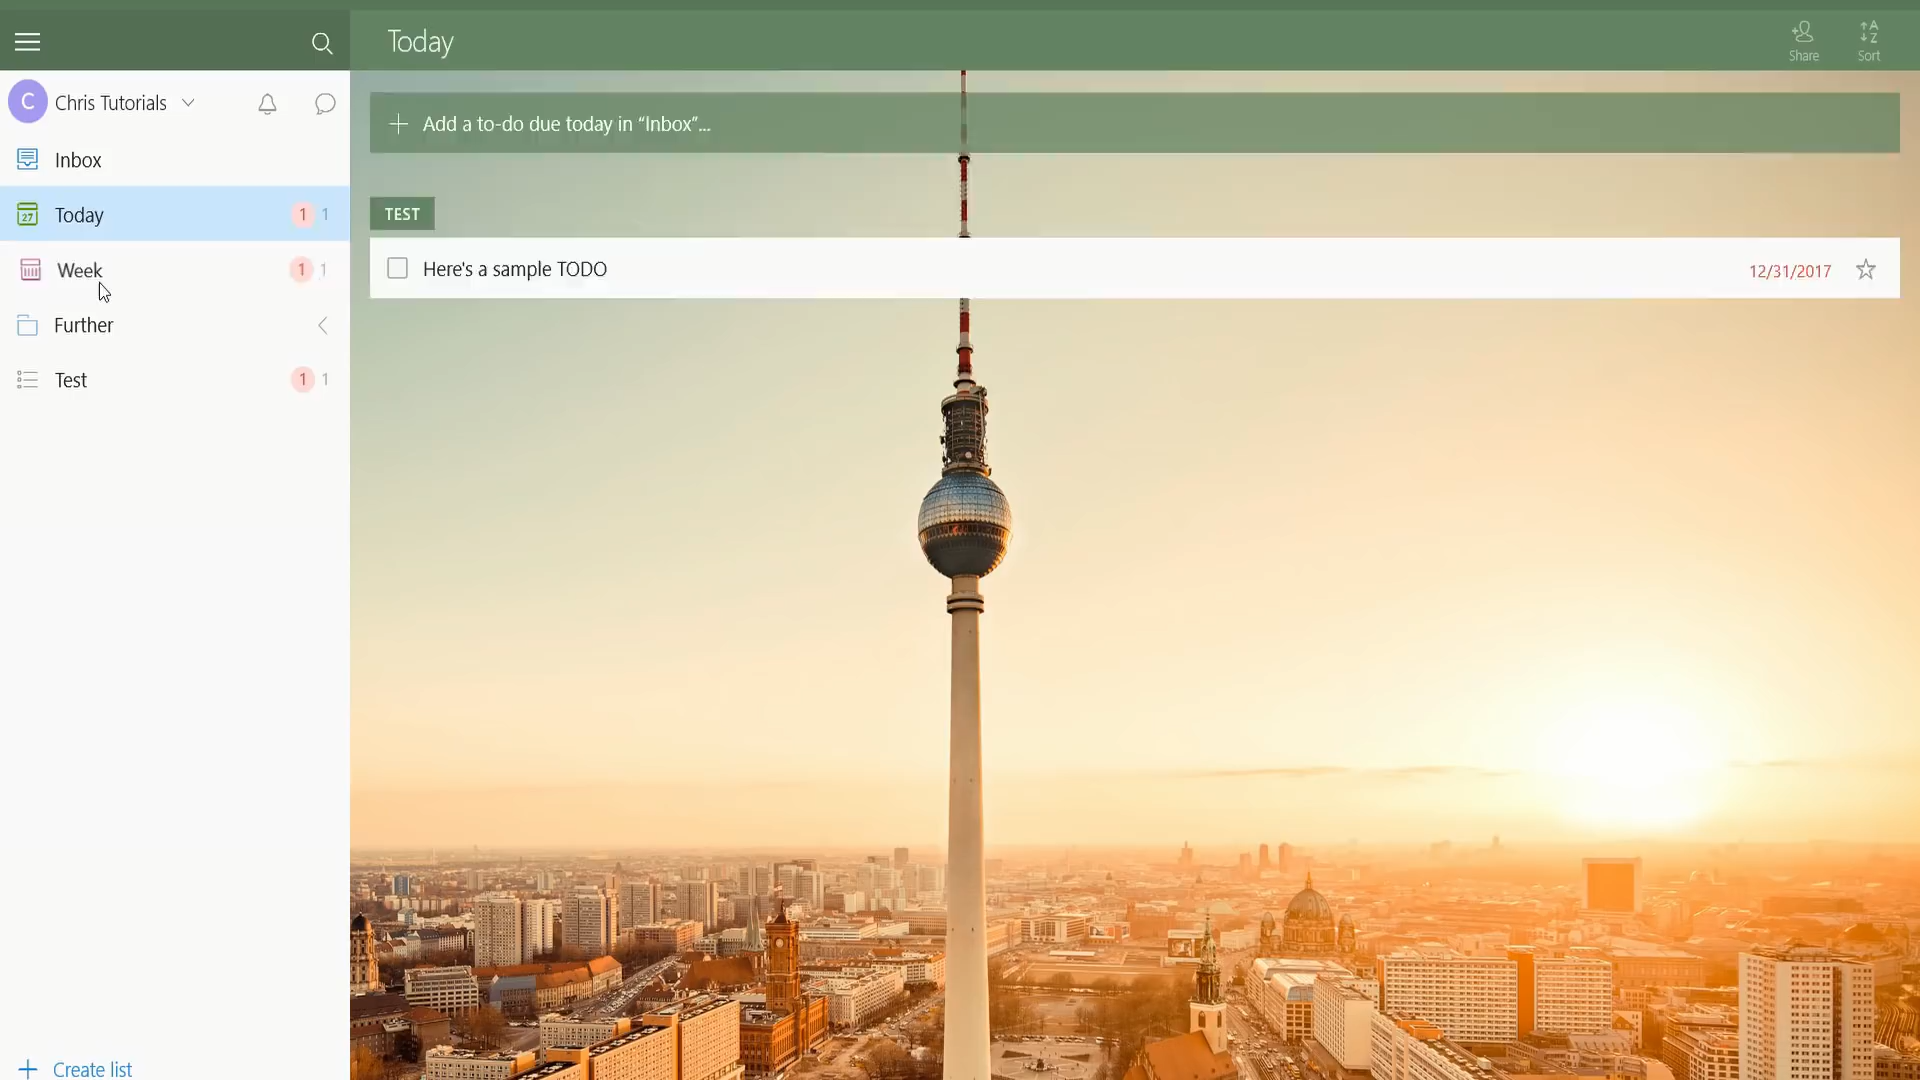 Today
Share
Sort
C
Chris Tutorials
Inbox
27
Today
1 1
Week
1 1
Further
Test
1 1
Create list
Add a to-do due today in “Inbox”...
TEST
Here's a sample TODO
12/31/2017